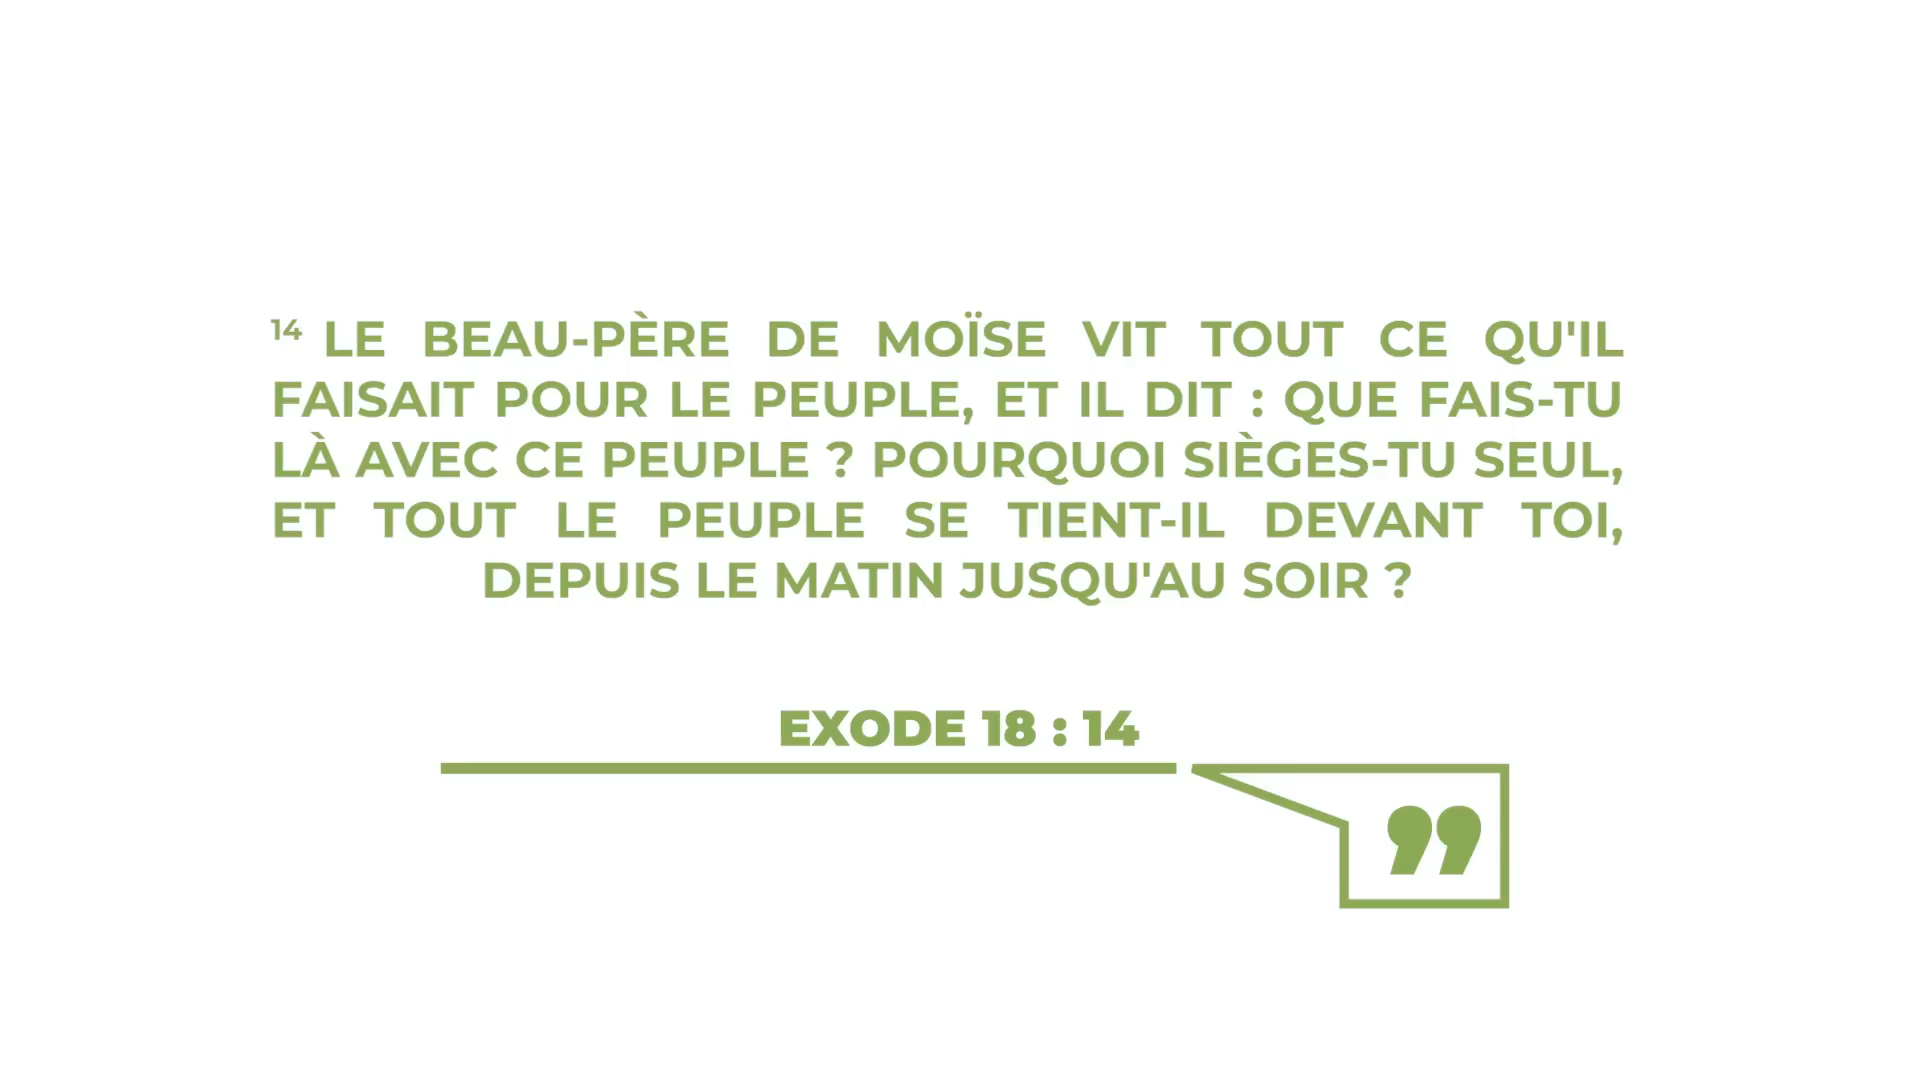 14 LE BEAU-PÈRE DE MOÏSE VIT TOUT CE QU'IL
FAISAIT POUR LE PEUPLE, ET IL DIT : QUE FAIS-TU
LÀ AVEC CE PEUPLE ? POURQUOI SIÈGES-TU SEUL,
ET TOUT LE PEUPLE SE TIENT-IL DEVANT TOI,
DEPUIS LE MATIN JUSQU'AU SOIR ?
EXODE 18 : 14
”